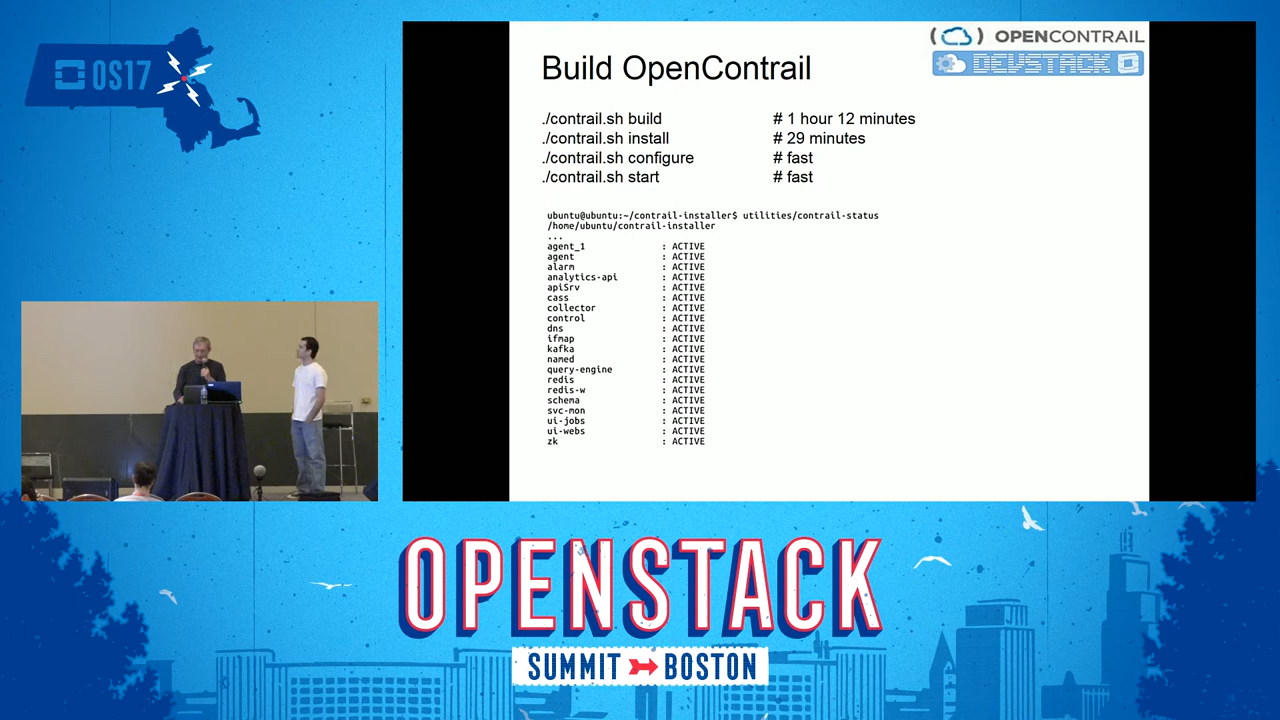 OS17
OPENCONTRAIL
DEVSTACK
Build OpenContrail
./contrail.sh build # 1 hour 12 minutes
./contrail.sh install # 29 minutes
./contrail.sh configure # fast
./contrail.sh start # fast
ubuntu@ubuntu:~/contrail-installer$ utilities/contrail-status
/home/ubuntu/contrail-installer
...
agent_1 : ACTIVE
agent : ACTIVE
alarm : ACTIVE
analytics-api : ACTIVE
apiSrv : ACTIVE
cass : ACTIVE
collector : ACTIVE
control : ACTIVE
dns : ACTIVE
ifmap : ACTIVE
kafka : ACTIVE
named : ACTIVE
query-engine : ACTIVE
redis : ACTIVE
redis-w : ACTIVE
schema : ACTIVE
svc-mon : ACTIVE
ui-jobs : ACTIVE
ui-webs : ACTIVE
zk : ACTIVE
OPENSTACK
SUMMIT BOSTON